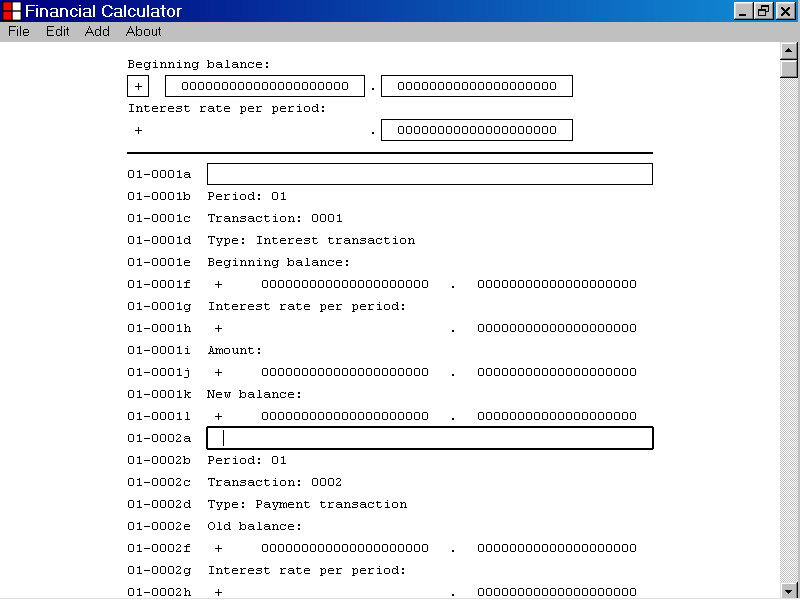 Financial Calculator
File Edit Add About
Beginning balance:
+ 000000000000000000000 . 00000000000000000000
Interest rate per period:
+ . 00000000000000000000
01-0001a
01-0001b Period: 01
01-0001c Transaction: 0001
01-0001d Type: Interest transaction
01-0001e Beginning balance:
01-0001f + 000000000000000000000 . 00000000000000000000
01-0001g Interest rate per period:
01-0001h + . 00000000000000000000
01-0001i Amount:
01-0001j + 000000000000000000000 . 00000000000000000000
01-0001k New balance:
01-0001l + 000000000000000000000 . 00000000000000000000
01-0002a
01-0002b Period: 01
01-0002c Transaction: 0002
01-0002d Type: Payment transaction
01-0002e Old balance:
01-0002f + 000000000000000000000 . 00000000000000000000
01-0002g Interest rate per period:
01-0002h + . 00000000000000000000